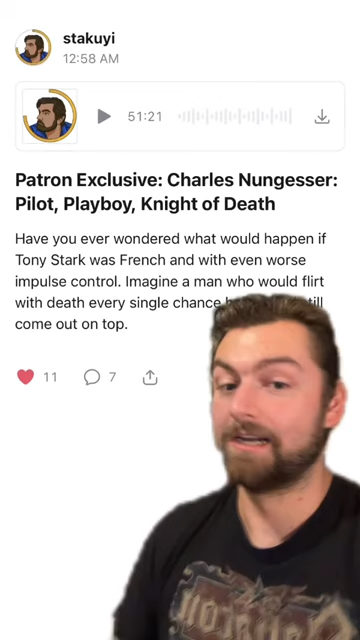 stakuyi
12:58 AM
51:21
Patron Exclusive: Charles Nungesser:
Pilot, Playboy, Knight of Death
Have you ever wondered what would happen if
Tony Stark was French and with even worse
impulse control. Imagine a man who would flirt
with death every single chance
come out on top.
11
7